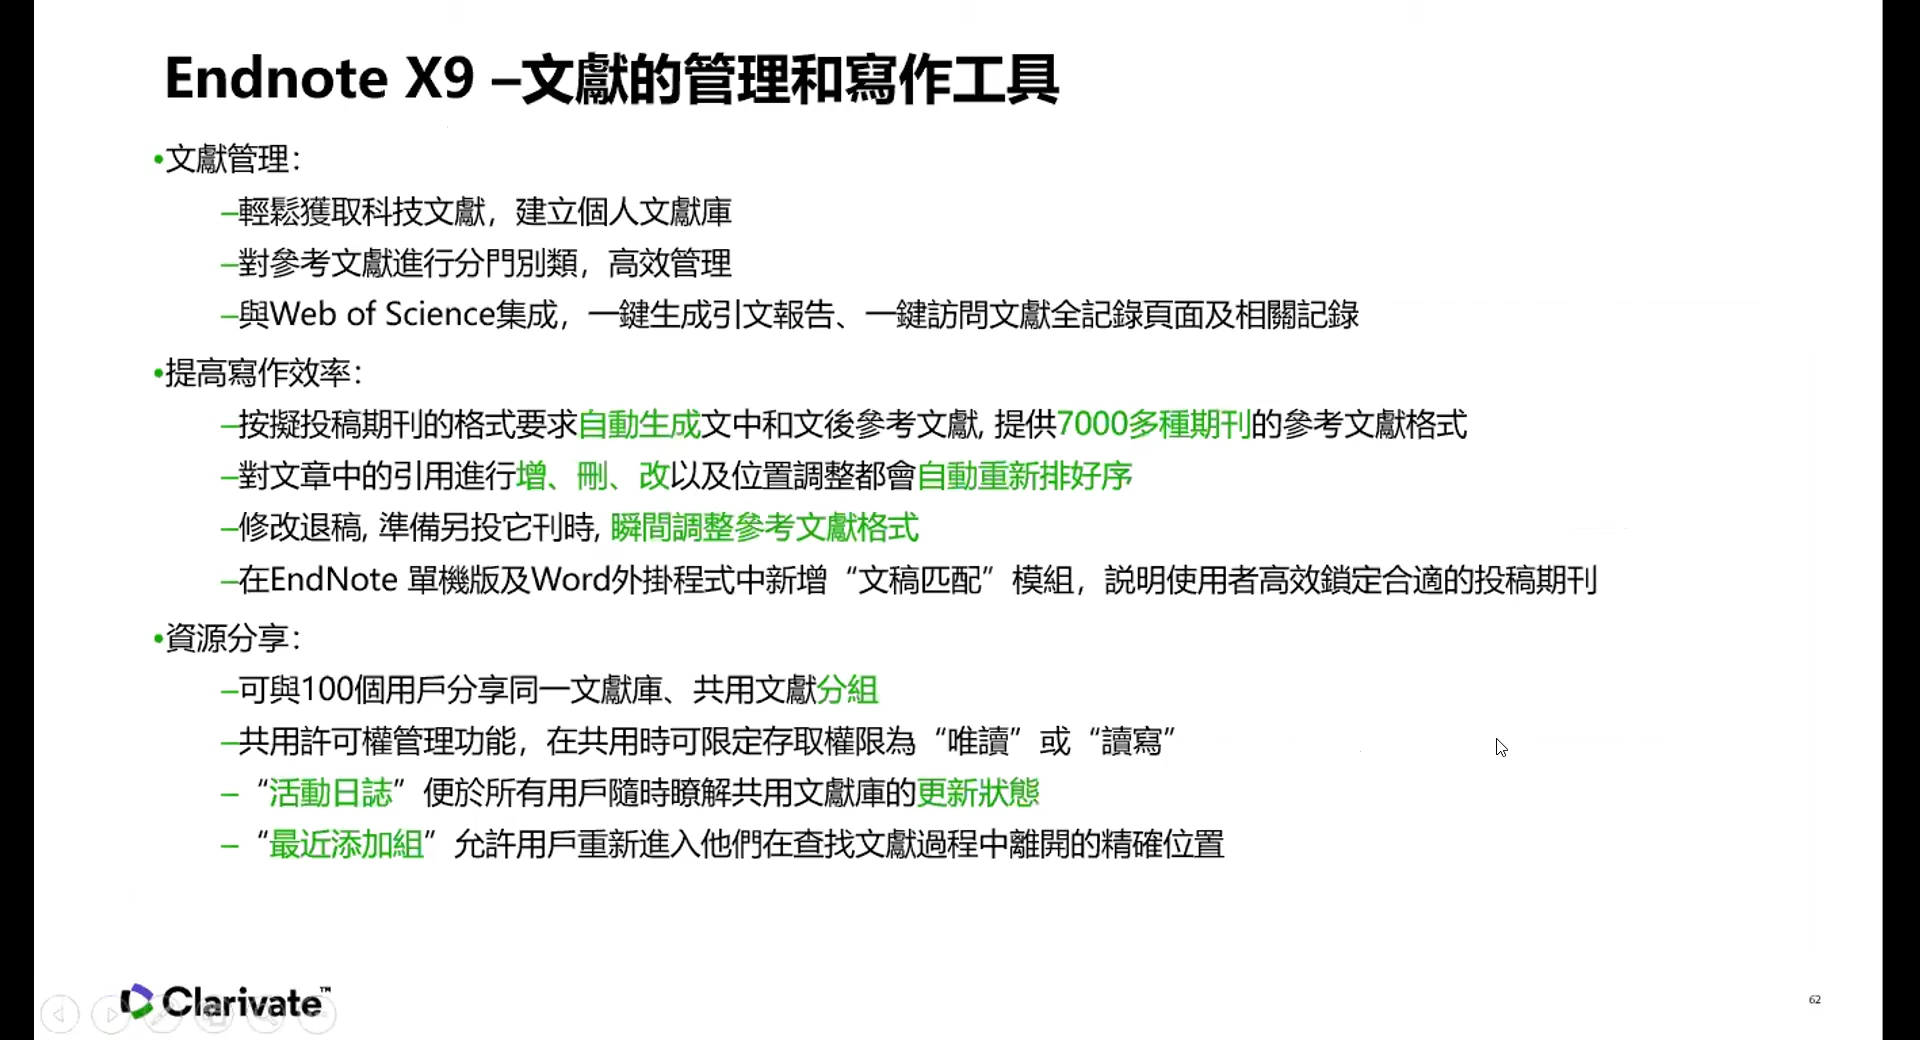 Endnote X9 –文獻的管理和寫作工具
•文獻管理：
–輕鬆獲取科技文獻，建立個人文獻庫
–對參考文獻進行分門別類，高效管理
–與Web of Science集成，一鍵生成引文報告、一鍵訪問文獻全記錄頁面及相關記錄
•提高寫作效率：
–按擬投稿期刊的格式要求自動生成文中和文後參考文獻, 提供7000多種期刊的參考文獻格式
–對文章中的引用進行增、刪、改以及位置調整都會自動重新排好序
–修改退稿, 準備另投它刊時, 瞬間調整參考文獻格式
–在EndNote 單機版及Word外掛程式中新增“文稿匹配”模組，説明使用者高效鎖定合適的投稿期刊
•資源分享：
–可與100個用戶分享同一文獻庫、共用文獻分組
–共用許可權管理功能，在共用時可限定存取權限為“唯讀”或“讀寫”
–“活動日誌”便於所有用戶隨時瞭解共用文獻庫的更新狀態
–“最近添加組”允許用戶重新進入他們在查找文獻過程中離開的精確位置
Clarivate™
62